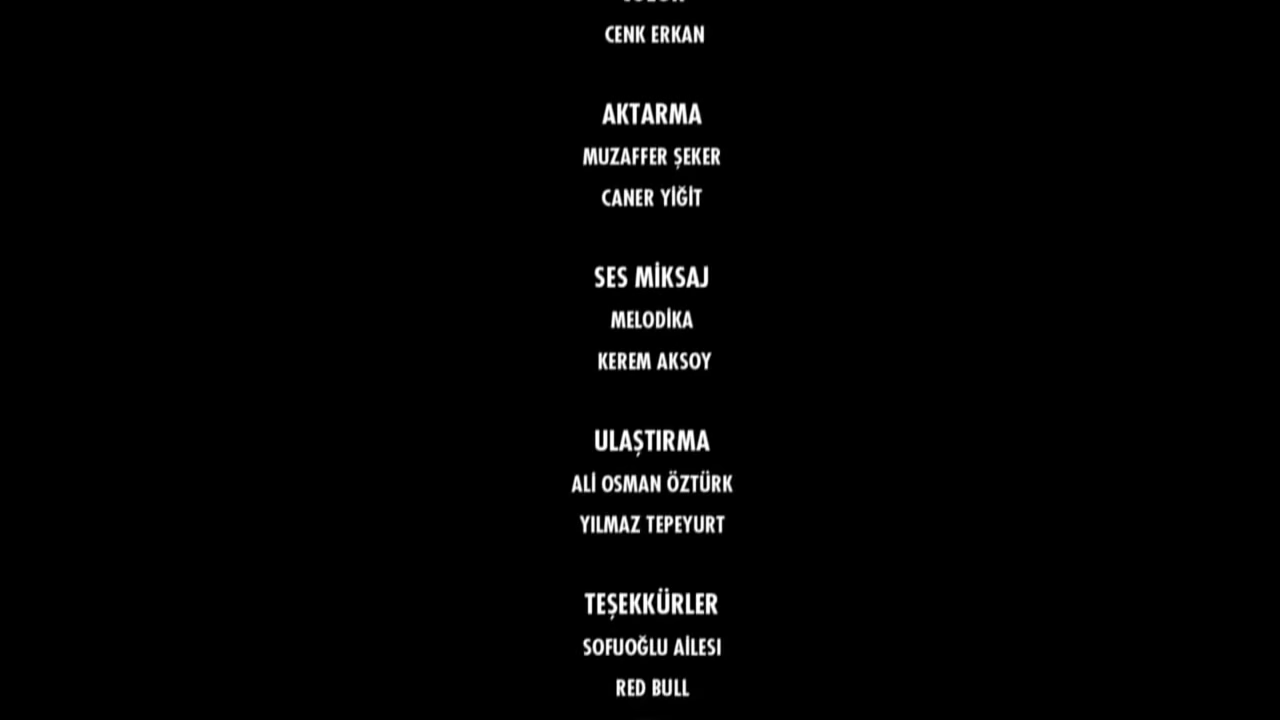 CENK ERKAN
AKTARMA
MUZAFFER ŞEKER
CANER YİĞİT
SES MİKSAJ
MELODİKA
KEREM AKSOY
ULAŞTIRMA
ALİ OSMAN ÖZTÜRK
YILMAZ TEPEYURT
TEŞEKKÜRLER
SOFUOĞLU AİLESI
RED BULL